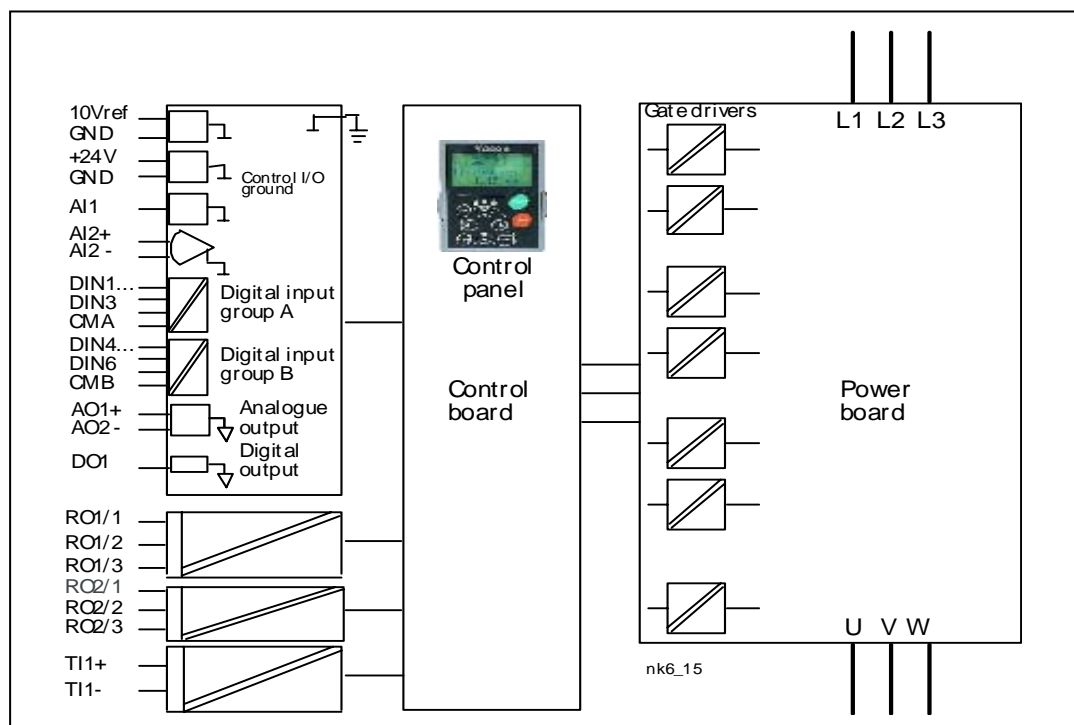 10Vref
GND
+24V
GND
AI1
AI2+
AI2-
DIN1...
DIN3
CMA
DIN4...
DIN6
CMB
AO1+
AO2-
DO1
RO1/1
RO1/2
RO1/3
RO2/1
RO2/2
RO2/3
TI1+
TI1-
Control I/O
ground
Digital input
group A
Digital input
group B
Analogue
output
Digital
output
Control
panel
Control
board
Gate drivers
L1 L2 L3
Power
board
U V W
nk6_15